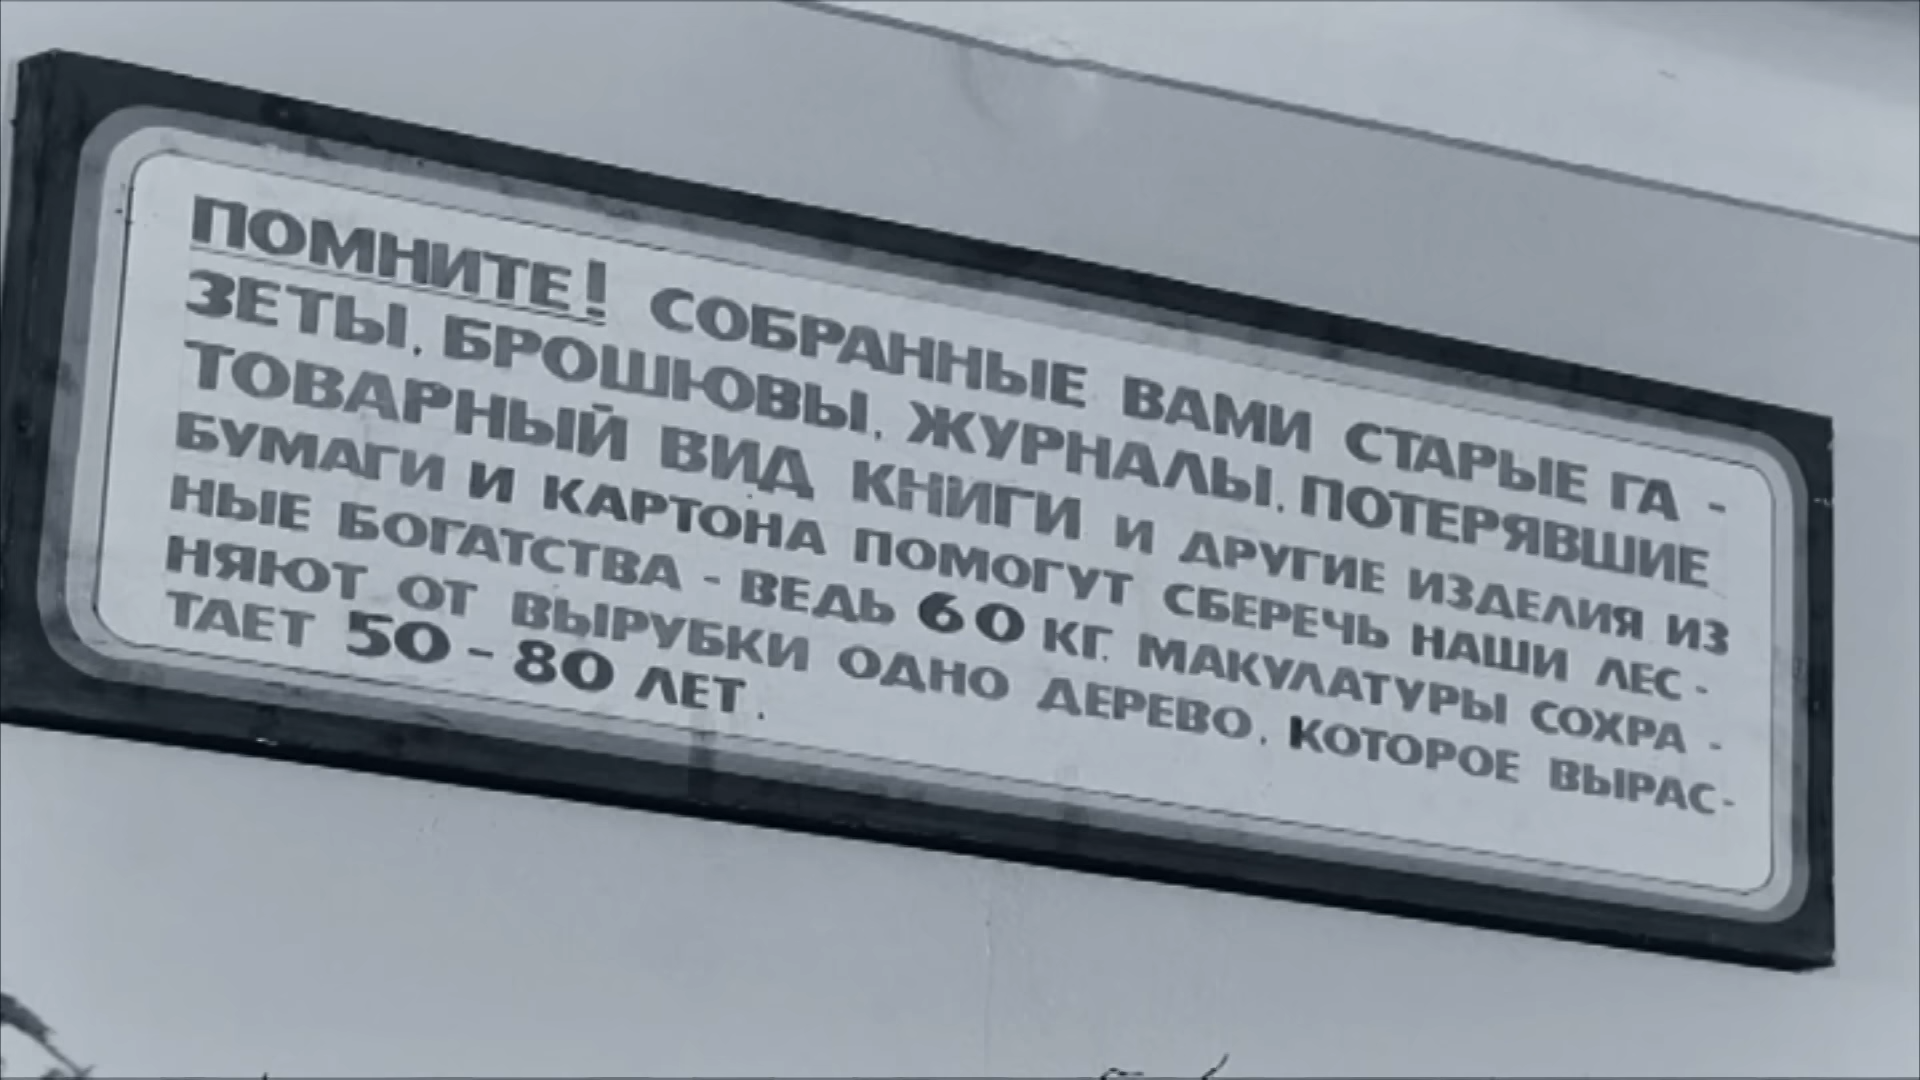 ПОМНИТЕ! СОБРАННЫЕ ВАМИ СТАРЫЕ ГА -
ЗЕТЫ, БРОШЮВЫ, ЖУРНАЛЫ, ПОТЕРЯВШИЕ
ТОВАРНЫЙ ВИД КНИГИ И ДРУГИЕ ИЗДЕЛИЯ ИЗ
БУМАГИ И КАРТОНА ПОМОГУТ СБЕРЕЧЬ НАШИ ЛЕС -
НЫЕ БОГАТСТВА - ВЕДЬ 60 КГ. МАКУЛАТУРЫ СОХРА -
НЯЮТ ОТ ВЫРУБКИ ОДНО ДЕРЕВО, КОТОРОЕ ВЫРАС-
ТАЕТ 50 - 80 ЛЕТ.